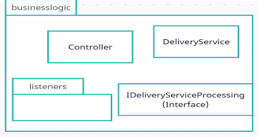 businesslogic
Controller
DeliveryService
listeners
IDeliveryServiceProcessing
(Interface)